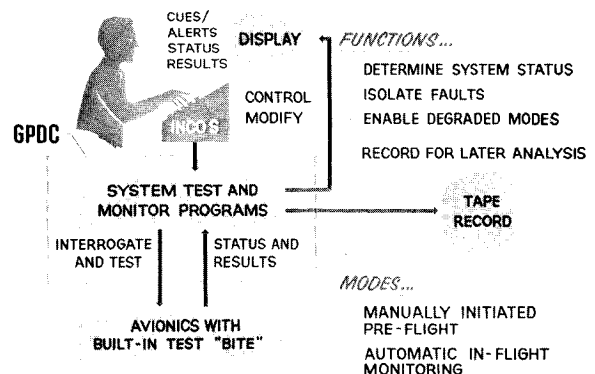 CUES/
ALERTS
STATUS
RESULTS
DISPLAY
CONTROL
MODIFY
INCO'S
GPDC
SYSTEM TEST AND
MONITOR PROGRAMS
INTERROGATE
AND TEST
STATUS AND
RESULTS
AVIONICS WITH
BUILT-IN TEST "BITE"
FUNCTIONS...
DETERMINE SYSTEM STATUS
ISOLATE FAULTS
ENABLE DEGRADED MODES
RECORD FOR LATER ANALYSIS
TAPE
RECORD
MODES...
MANUALLY INITIATED
PRE-FLIGHT
AUTOMATIC IN-FLIGHT
MONITORING